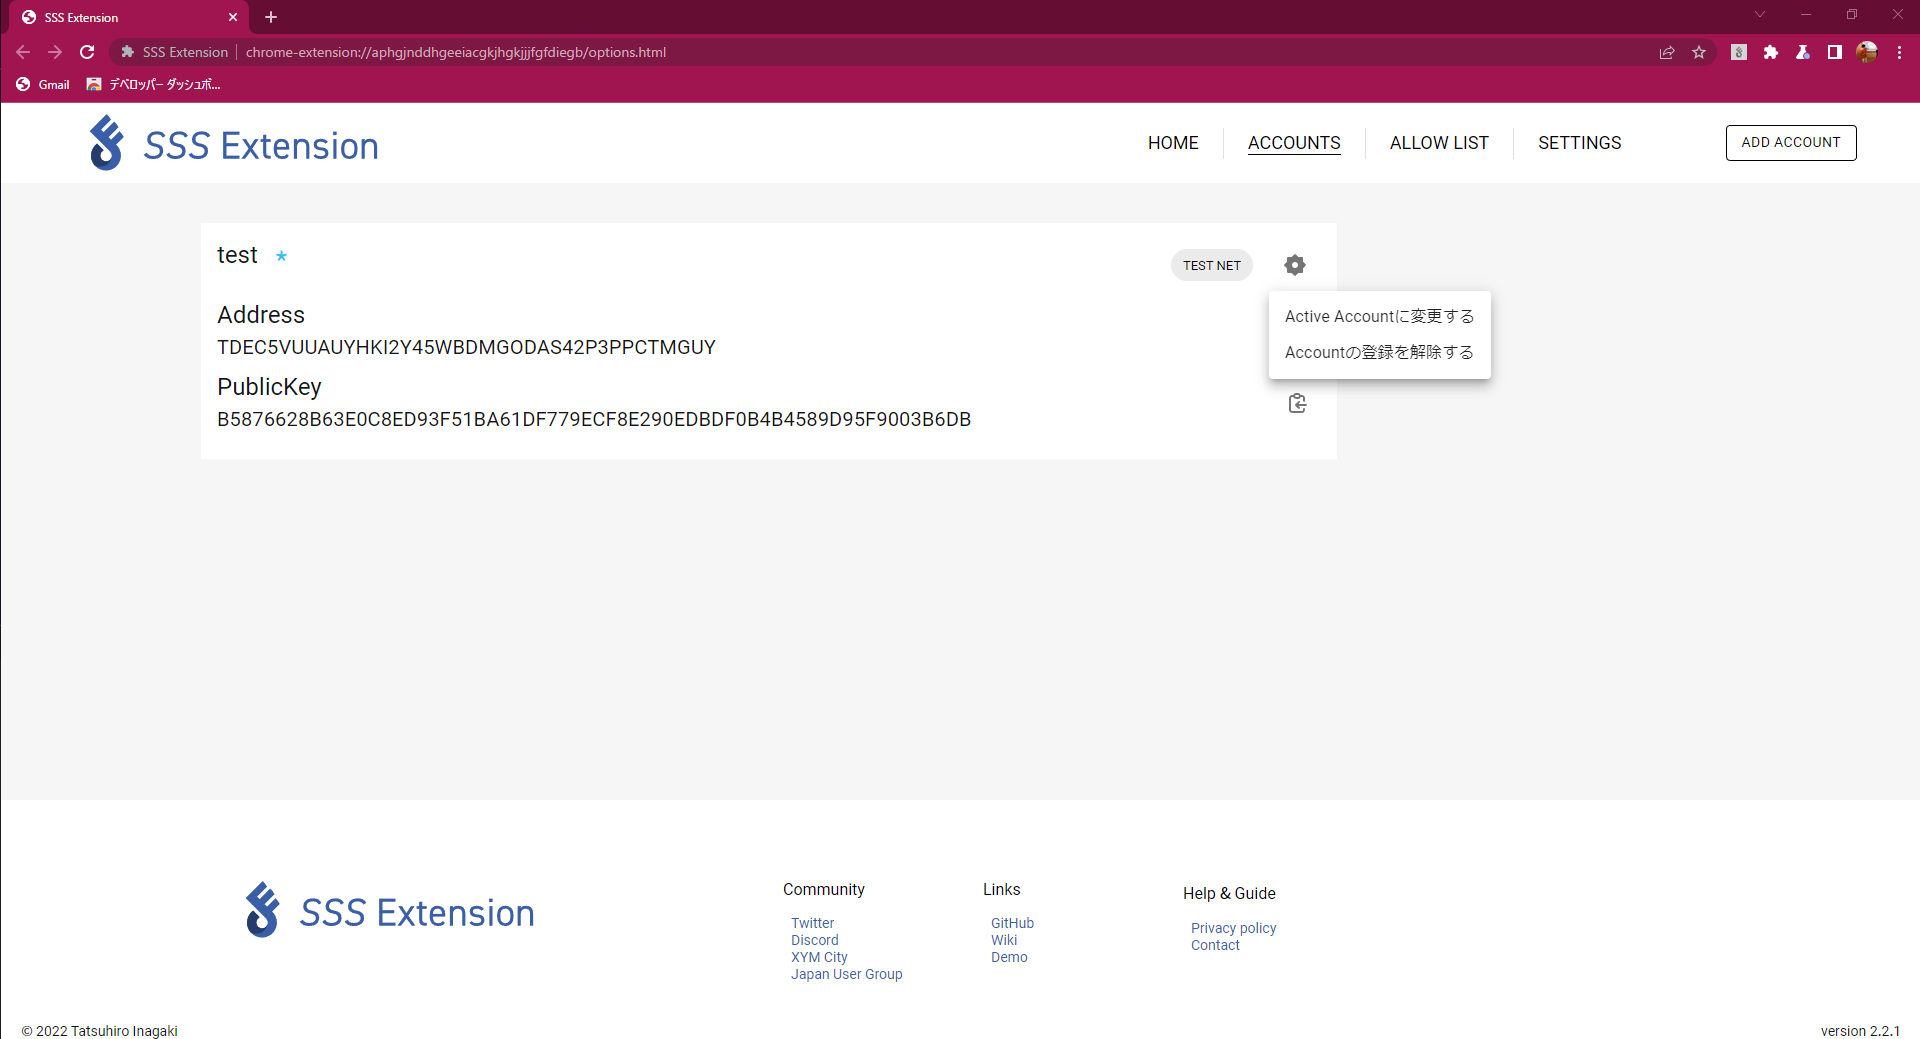 SSS Extension
SSS Extension
chrome-extension://aphgjnddhgeeiacgkjhgkjjjfgfdiegb/options.html
Gmail
デベロッパー ダッシュボ...
SSS Extension
HOME
ACCOUNTS
ALLOW LIST
SETTINGS
ADD ACCOUNT
test *
TEST NET
Active Accountに変更する
Accountの登録を解除する
Address
TDEC5VUUAUYHKI2Y45WBDMGODAS42P3PPCTMGUY
PublicKey
B5876628B63E0C8ED93F51BA61DF779ECF8E290EDBDF0B4B4589D95F9003B6DB
SSS Extension
Community
Twitter
Discord
XYM City
Japan User Group
Links
GitHub
Wiki
Demo
Help & Guide
Privacy policy
Contact
© 2022 Tatsuhiro Inagaki
version 2.2.1